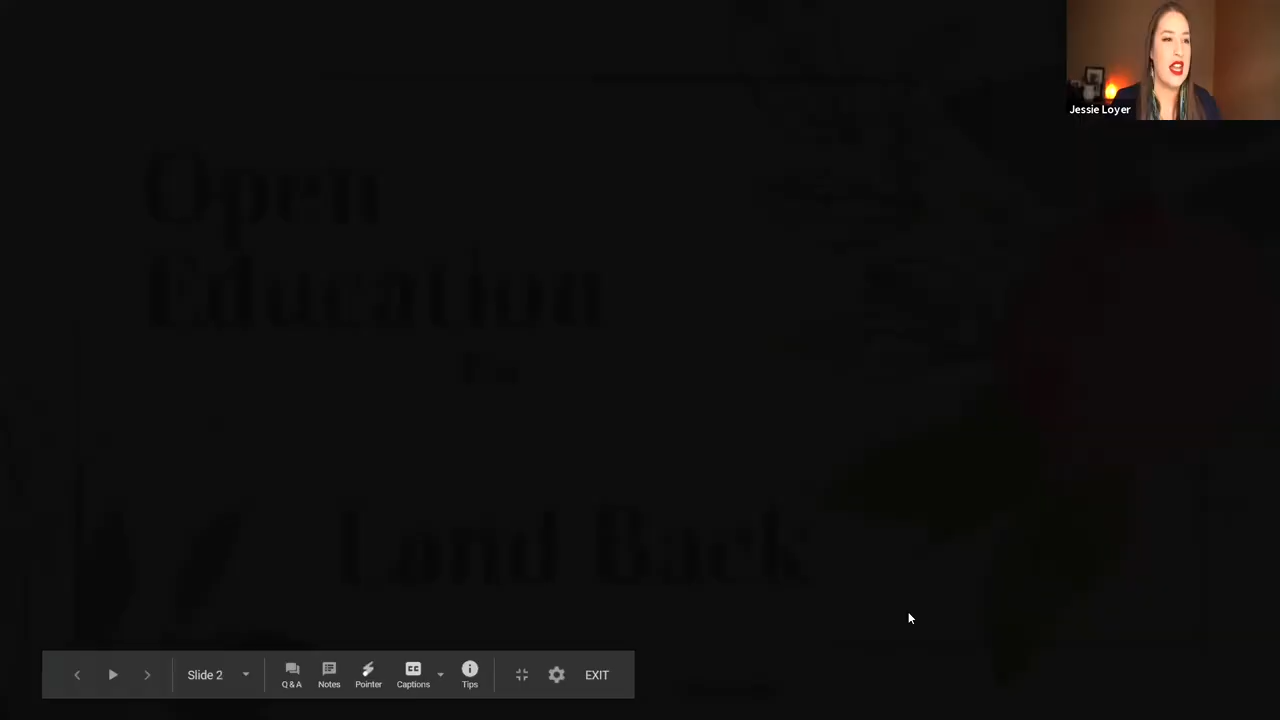 Jessie Loyer
Open
Education
Land Back
Slide 2
Q & A
Notes
Pointer
Captions
Tips
EXIT